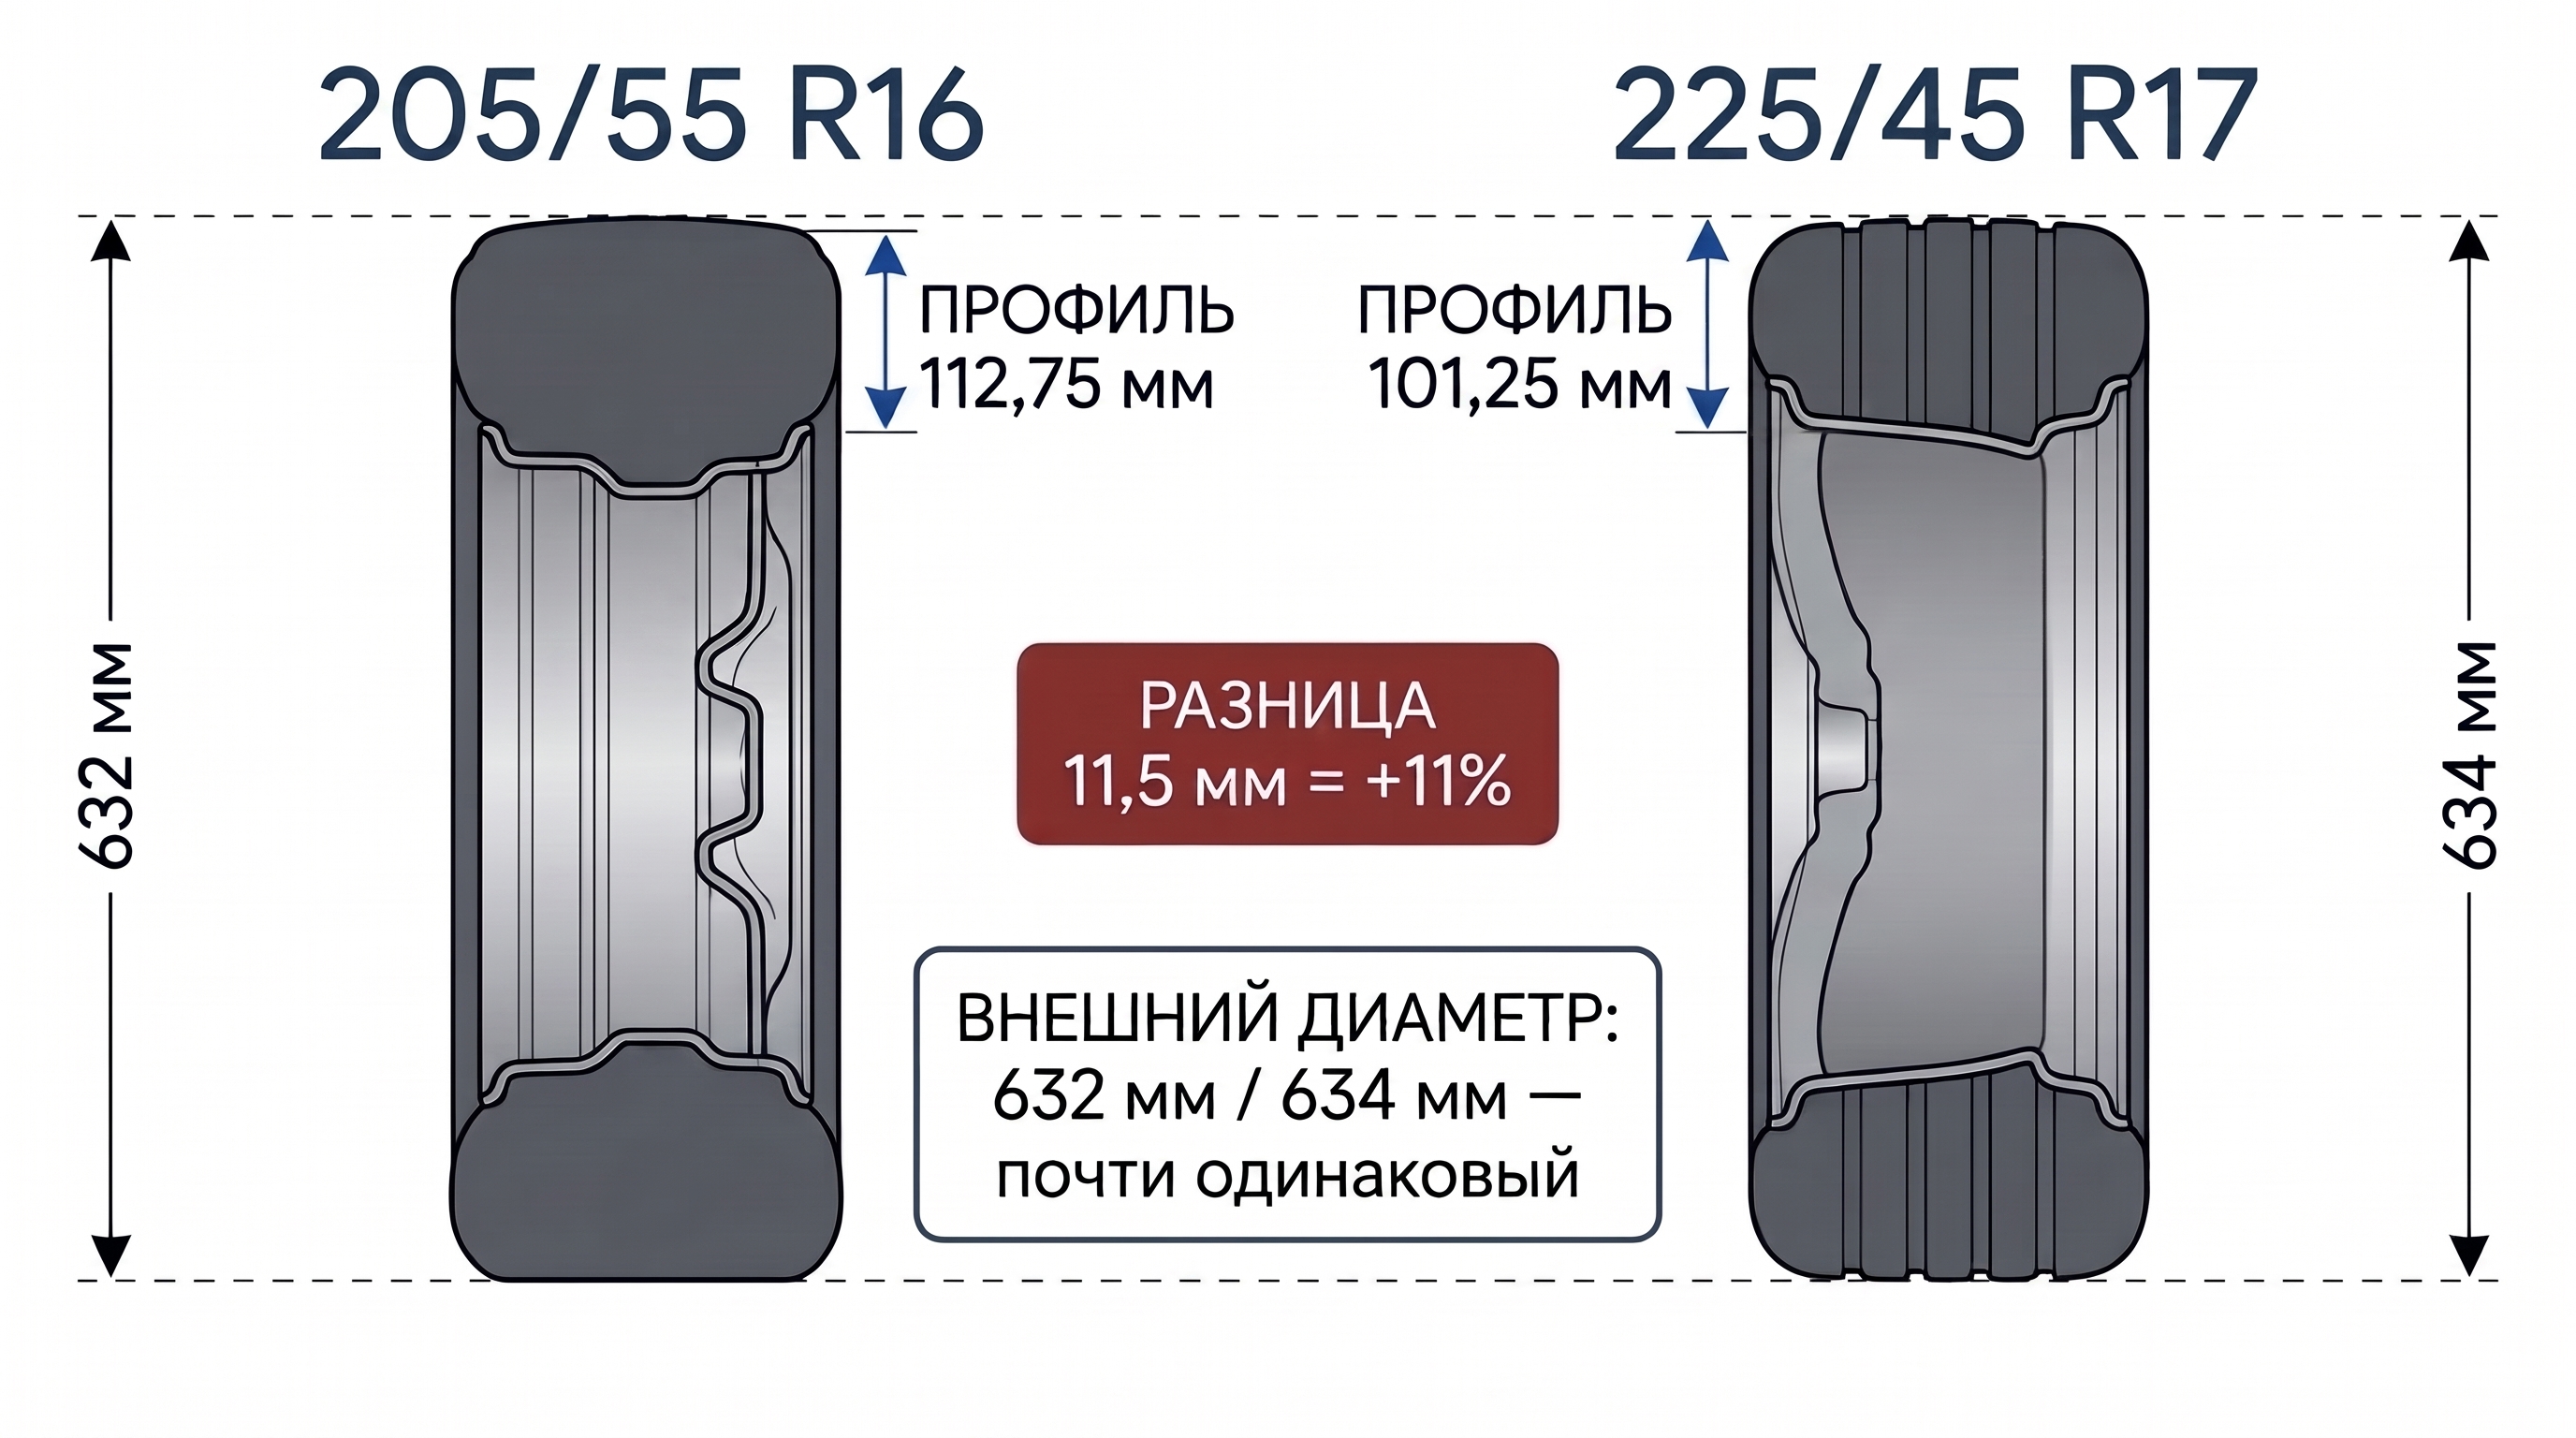 205/55 R16
225/45 R17
ПРОФИЛЬ
112,75 мм
ПРОФИЛЬ
101,25 мм
632 мм
РАЗНИЦА
11,5 мм = +11%
634 мм
ВНЕШНИЙ ДИАМЕТР:
632 мм / 634 мм —
почти одинаковый